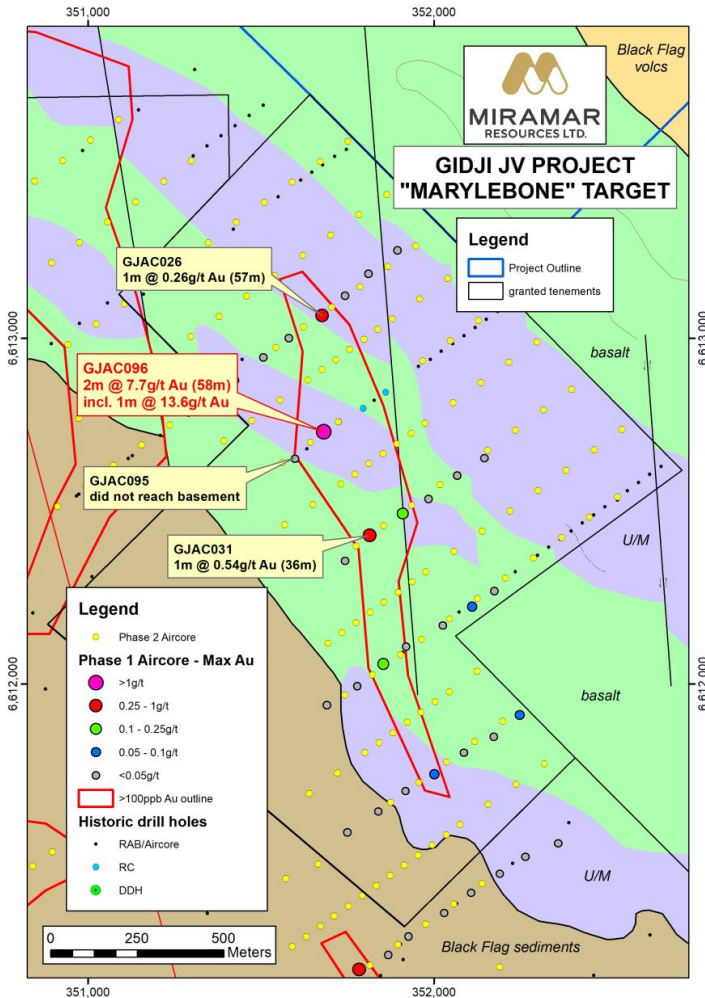 351,000
352,000
Black Flag
volcs
MIRAMAR
RESOURCES LTD.
GIDJI JV PROJECT
"MARYLEBONE" TARGET
Legend
Project Outline
granted tenements
GJAC026
1m @ 0.26g/t Au (57m)
6,613,000
6,613,000
basalt
GJAC096
2m @ 7.7g/t Au (58m)
incl. 1m @ 13.6g/t Au
GJAC095
did not reach basement
GJAC031
1m @ 0.54g/t Au (36m)
U/M
Legend
Phase 2 Aircore
Phase 1 Aircore - Max Au
>1g/t
0.25 - 1g/t
0.1 - 0.25g/t
0.05 - 0.1g/t
<0.05g/t
>100ppb Au outline
Historic drill holes
RAB/Aircore
RC
DDH
6,612,000
6,612,000
basalt
U/M
0 250 500
Meters
Black Flag sediments
351,000
352,000